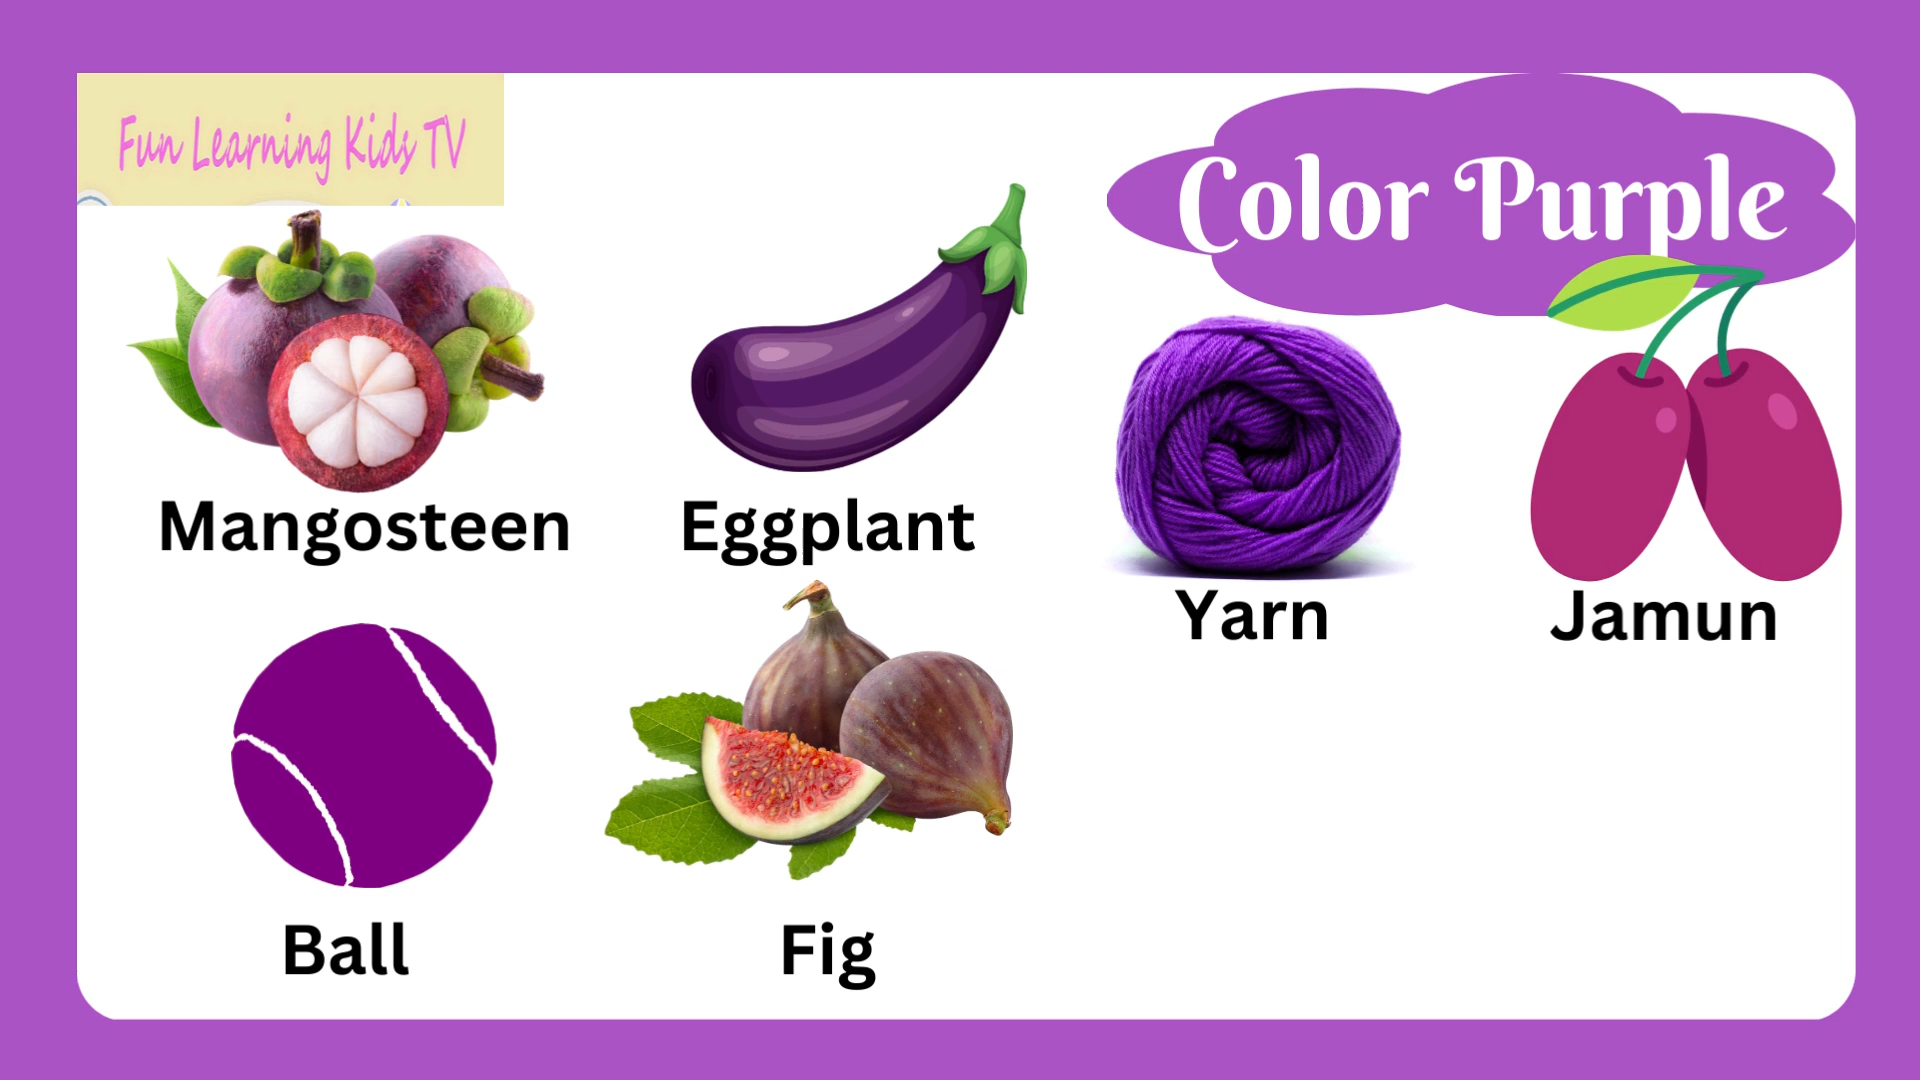 Fun Learning Kids TV
Color Purple
Mangosteen
Eggplant
Yarn
Jamun
Ball
Fig